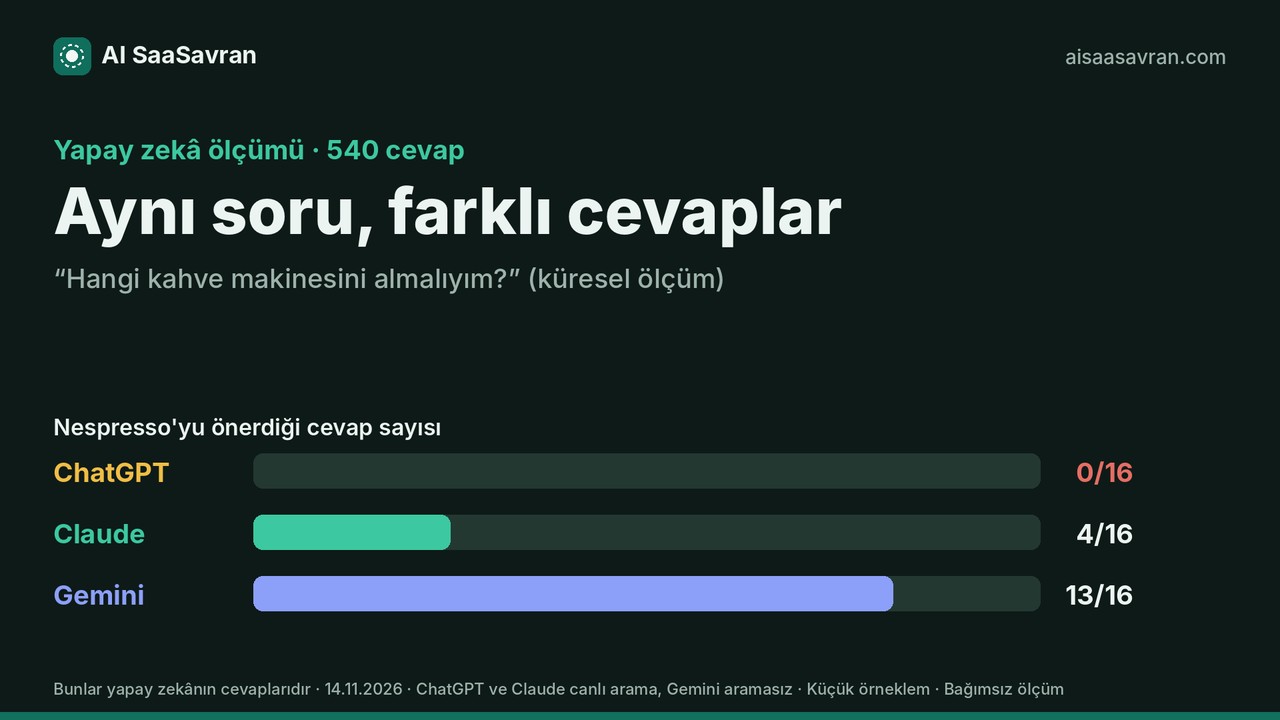 AI SaaSavran
aisaasavran.com
Yapay zekâ ölçümü · 540 cevap
Aynı soru, farklı cevaplar
“Hangi kahve makinesini almalıyım?” (küresel ölçüm)
Nespresso'yu önerdiği cevap sayısı
ChatGPT 0/16
Claude 4/16
Gemini 13/16
Bunlar yapay zekânın cevaplarıdır · 14.11.2026 · ChatGPT ve Claude canlı arama, Gemini aramasız · Küçük örneklem · Bağımsız ölçüm